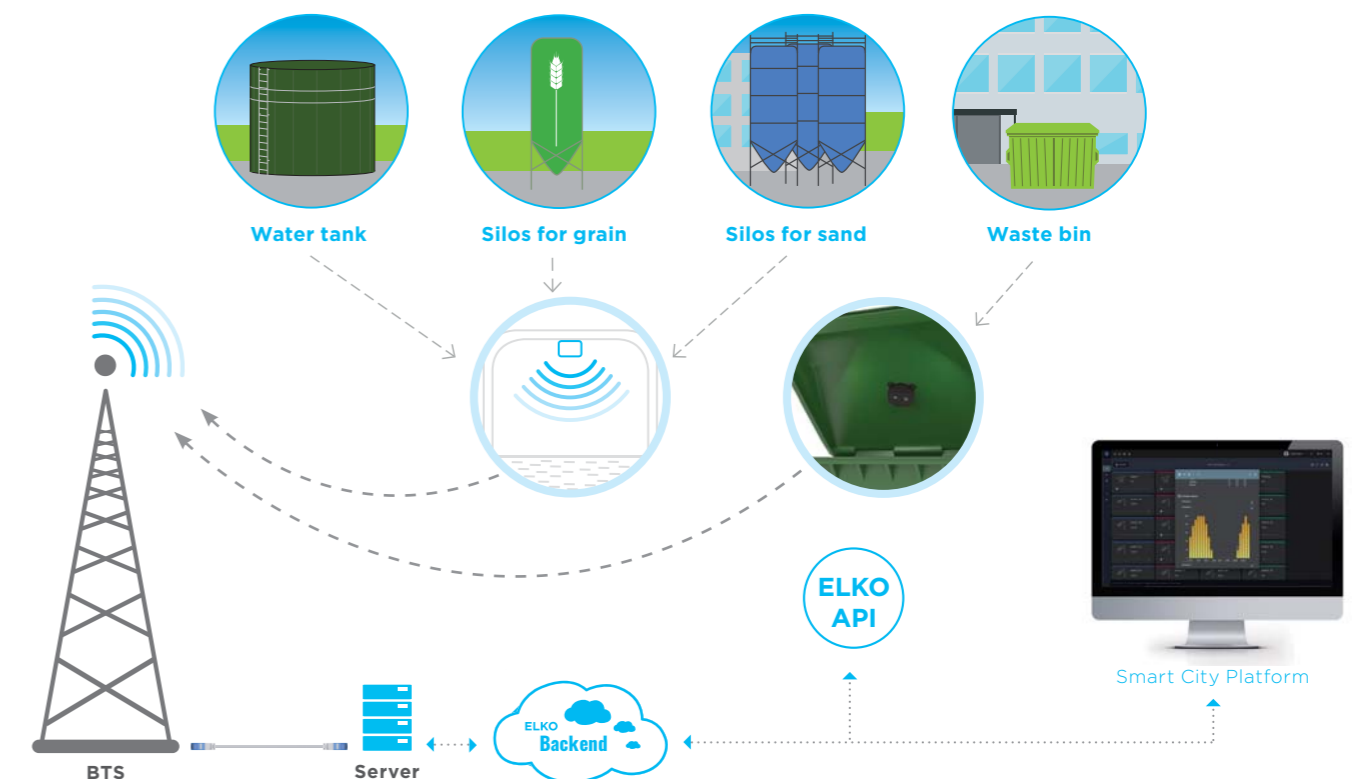 Water tank
Silos for grain
Silos for sand
Waste bin
ELKO
API
Smart City Platform
ELKO
Backend
BTS
Server